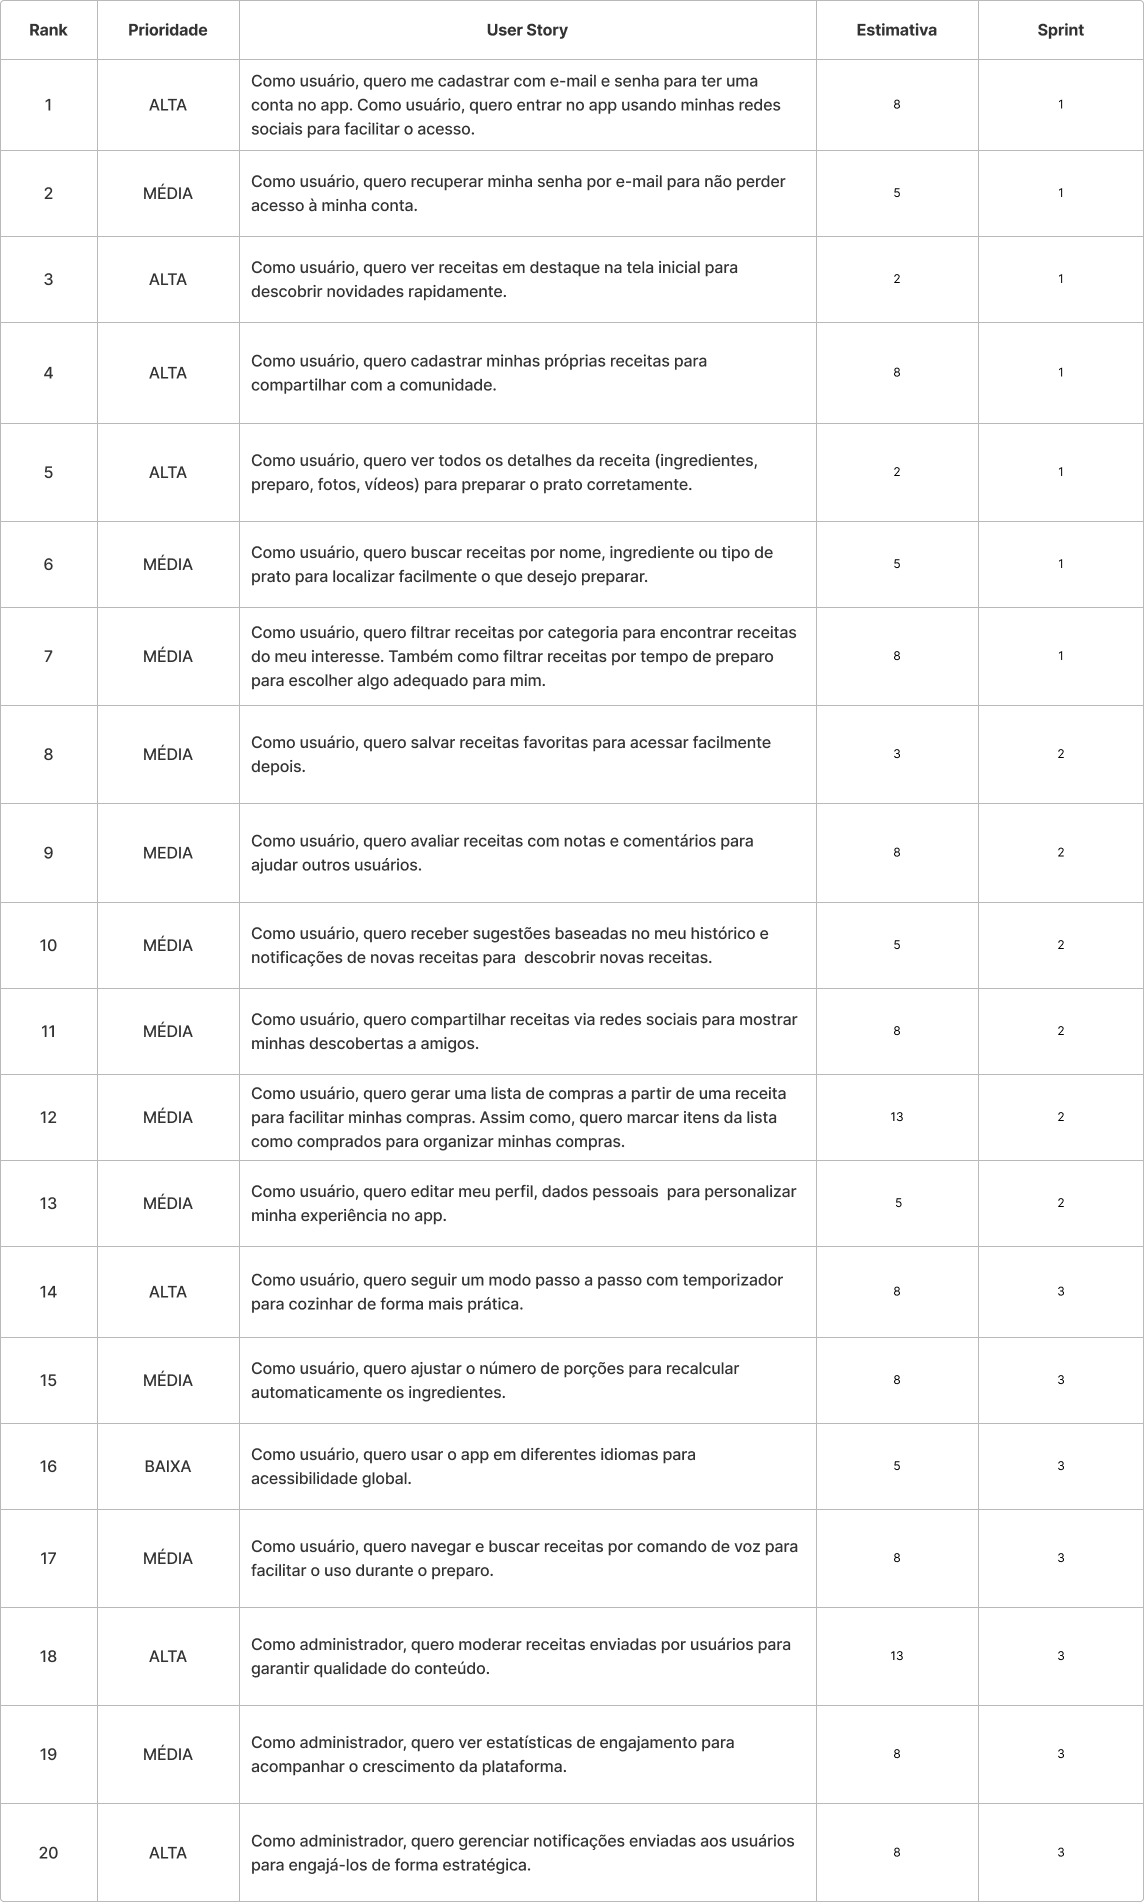 Rank Prioridade User Story Estimativa Sprint
1 ALTA Como usuário, quero me cadastrar com e-mail e senha para ter uma
conta no app. Como usuário, quero entrar no app usando minhas redes
sociais para facilitar o acesso. 8 1
2 MÉDIA Como usuário, quero recuperar minha senha por e-mail para não perder
acesso à minha conta. 5 1
3 ALTA Como usuário, quero ver receitas em destaque na tela inicial para
descobrir novidades rapidamente. 2 1
4 ALTA Como usuário, quero cadastrar minhas próprias receitas para
compartilhar com a comunidade. 8 1
5 ALTA Como usuário, quero ver todos os detalhes da receita (ingredientes,
preparo, fotos, vídeos) para preparar o prato corretamente. 2 1
6 MÉDIA Como usuário, quero buscar receitas por nome, ingrediente ou tipo de
prato para localizar facilmente o que desejo preparar. 5 1
7 MÉDIA Como usuário, quero filtrar receitas por categoria para encontrar receitas
do meu interesse. Também como filtrar receitas por tempo de preparo
para escolher algo adequado para mim. 8 1
8 MÉDIA Como usuário, quero salvar receitas favoritas para acessar facilmente
depois. 3 2
9 MEDIA Como usuário, quero avaliar receitas com notas e comentários para
ajudar outros usuários. 8 2
10 MÉDIA Como usuário, quero receber sugestões baseadas no meu histórico e
notificações de novas receitas para  descobrir novas receitas. 5 2
11 MÉDIA Como usuário, quero compartilhar receitas via redes sociais para mostrar
minhas descobertas a amigos. 8 2
12 MÉDIA Como usuário, quero gerar uma lista de compras a partir de uma receita
para facilitar minhas compras. Assim como, quero marcar itens da lista
como comprados para organizar minhas compras. 13 2
13 MÉDIA Como usuário, quero editar meu perfil, dados pessoais  para personalizar
minha experiência no app. 5 2
14 ALTA Como usuário, quero seguir um modo passo a passo com temporizador
para cozinhar de forma mais prática. 8 3
15 MÉDIA Como usuário, quero ajustar o número de porções para recalcular
automaticamente os ingredientes. 8 3
16 BAIXA Como usuário, quero usar o app em diferentes idiomas para
acessibilidade global. 5 3
17 MÉDIA Como usuário, quero navegar e buscar receitas por comando de voz para
facilitar o uso durante o preparo. 8 3
18 ALTA Como administrador, quero moderar receitas enviadas por usuários para
garantir qualidade do conteúdo. 13 3
19 MÉDIA Como administrador, quero ver estatísticas de engajamento para
acompanhar o crescimento da plataforma. 8 3
20 ALTA Como administrador, quero gerenciar notificações enviadas aos usuários
para engajá-los de forma estratégica. 8 3